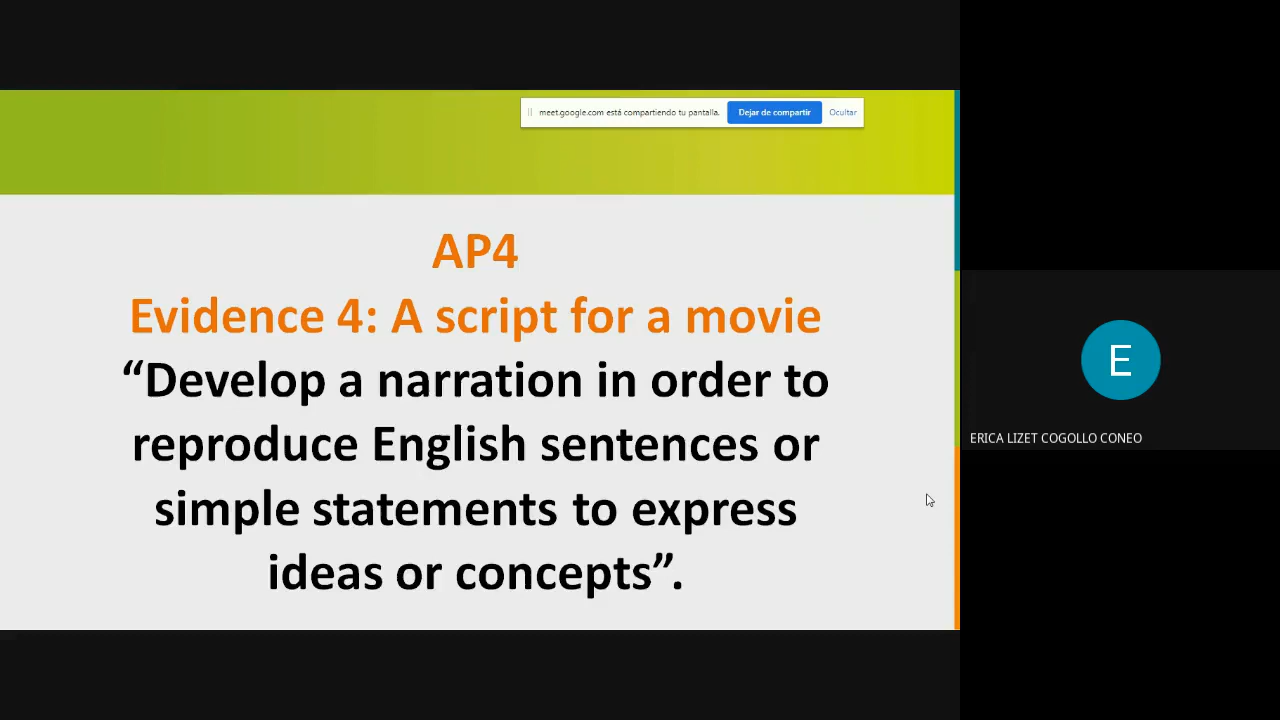 meet.google.com está compartiendo tu pantalla. Dejar de compartir Ocultar
AP4
Evidence 4: A script for a movie
“Develop a narration in order to
reproduce English sentences or
simple statements to express
ideas or concepts”.
E
ERICA LIZET COGOLLO CONEO